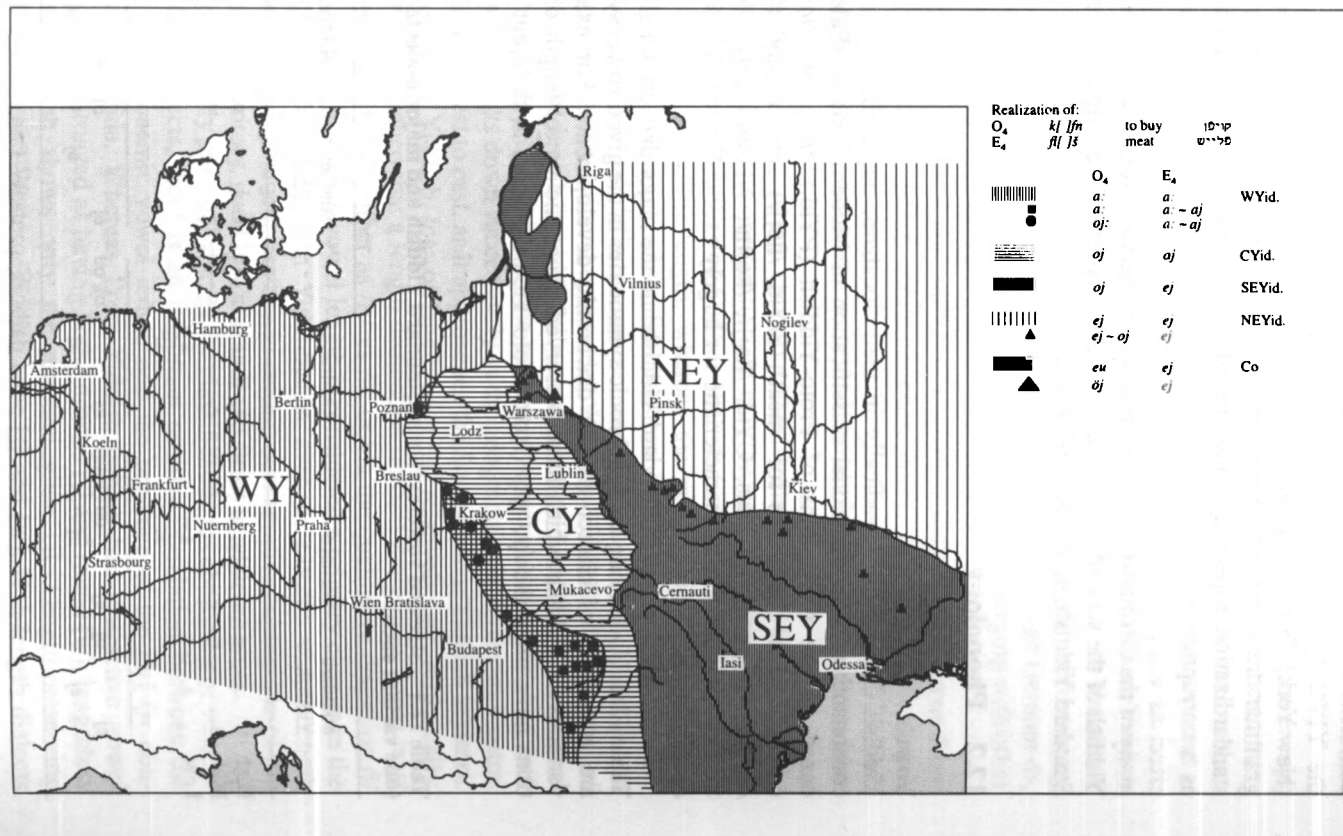 Realization of:
O₄ k[ ]fn to buy קויפן
E₄ fl[ ]š meat פלייש
O₄ E₄
a: a: WYid.
a: a: ~ aj
oj: a: ~ aj
oj aj CYid.
oj ej SEYid.
ej ej NEYid.
ej ~ oj ej
eu ej Co
öj ej
Riga
Vilnius
Nogilev
Hamburg
NEY
Amsterdam
Berlin
Poznan
Warszawa
Pinsk
Lodz
Koeln
Lublin
Breslau
Frankfurt
WY
Kiev
Krakow
CY
Nuernberg
Praha
Strasbourg
Mukacevo
Cernauti
Wien Bratislava
SEY
Budapest
Iasi
Odessa